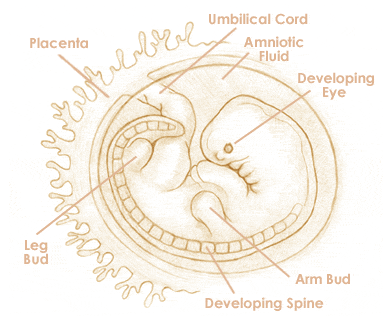 Umbilical Cord
Placenta
Amniotic
Fluid
Developing
Eye
Leg
Bud
Arm Bud
Developing Spine